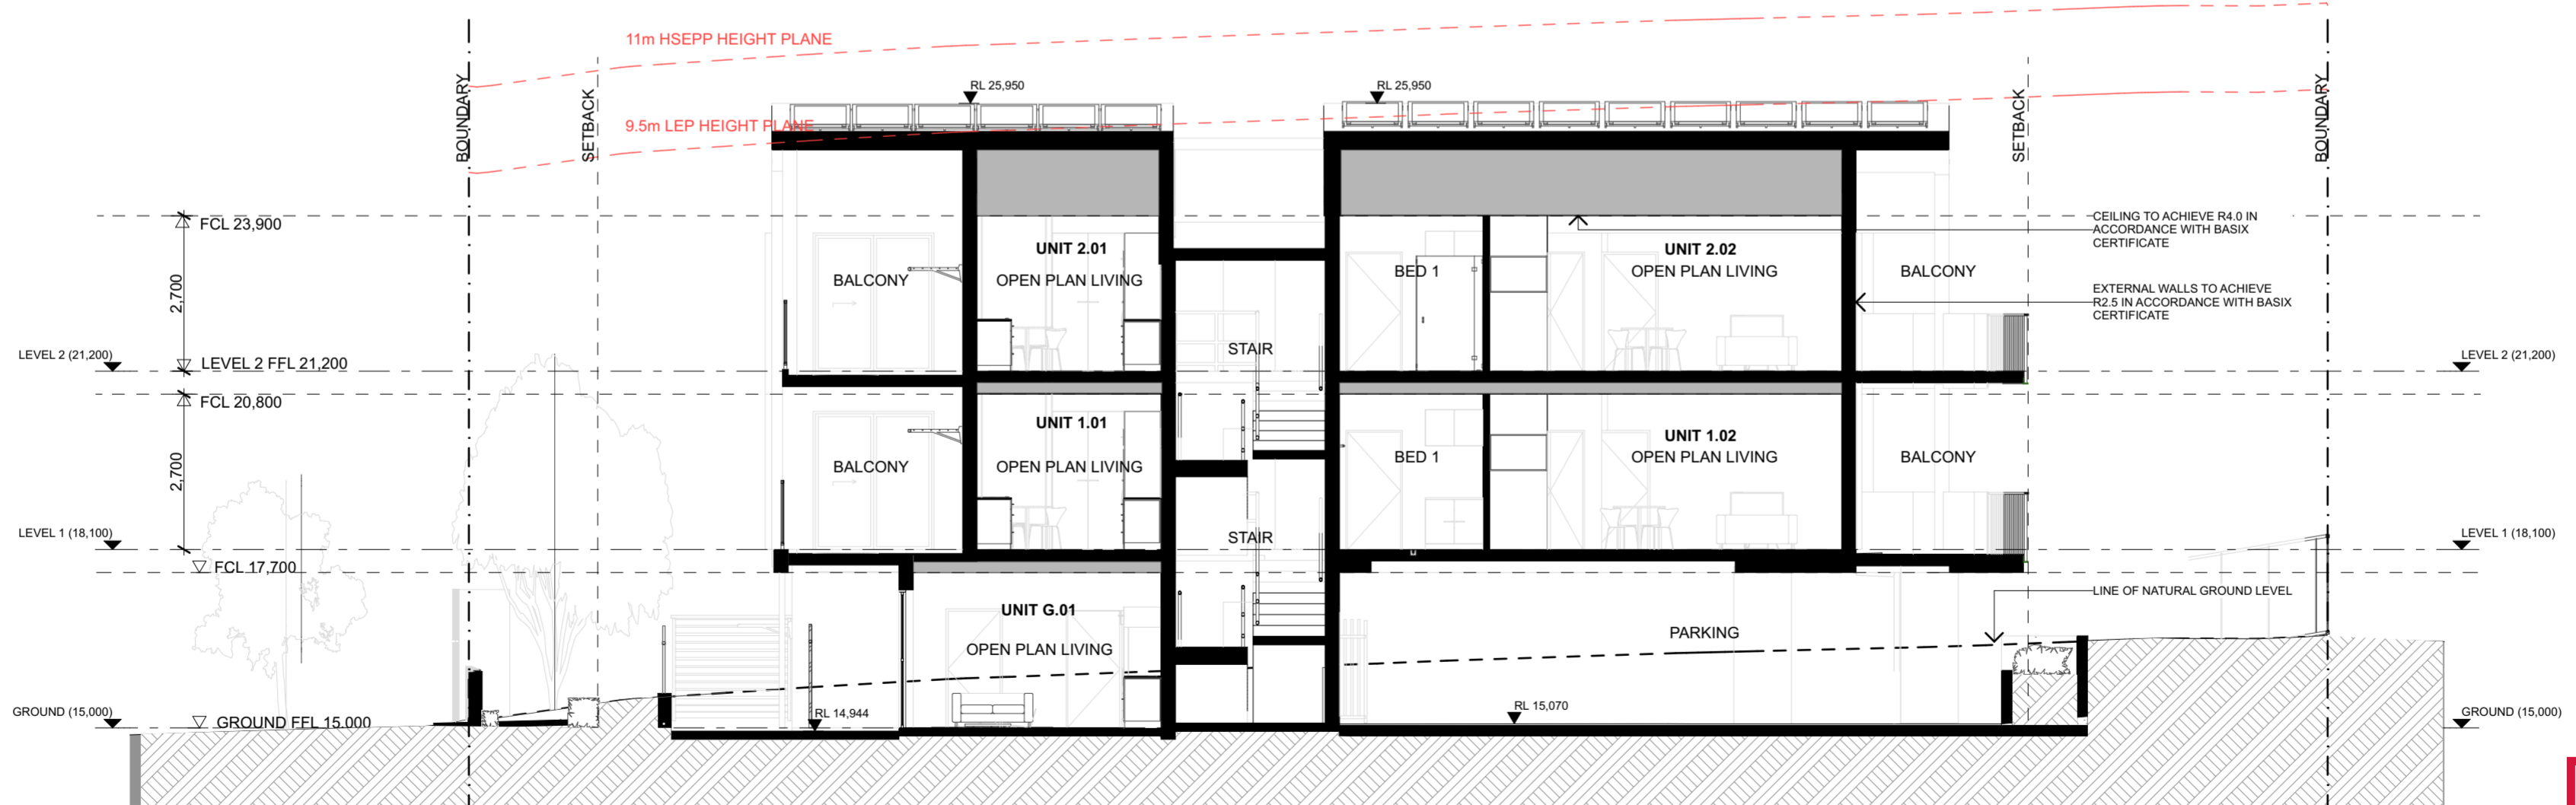 11m HSEPP HEIGHT PLANE
BOUNDARY
SETBACK
RL 25,950
RL 25,950
SETBACK
BOUNDARY
9.5m LEP HEIGHT PLANE
FCL 23,900
CEILING TO ACHIEVE R4.0 IN
ACCORDANCE WITH BASIX
CERTIFICATE
UNIT 2.01
OPEN PLAN LIVING
UNIT 2.02
OPEN PLAN LIVING
BALCONY
BED 1
BALCONY
2,700
EXTERNAL WALLS TO ACHIEVE
R2.5 IN ACCORDANCE WITH BASIX
CERTIFICATE
STAIR
LEVEL 2 (21,200)
LEVEL 2 FFL 21,200
LEVEL 2 (21,200)
FCL 20,800
UNIT 1.01
OPEN PLAN LIVING
UNIT 1.02
OPEN PLAN LIVING
BALCONY
BED 1
BALCONY
2,700
STAIR
LEVEL 1 (18,100)
LEVEL 1 (18,100)
FCL 17,700
LINE OF NATURAL GROUND LEVEL
UNIT G.01
OPEN PLAN LIVING
PARKING
GROUND (15,000)
GROUND FFL 15,000
RL 14,944
RL 15,070
GROUND (15,000)